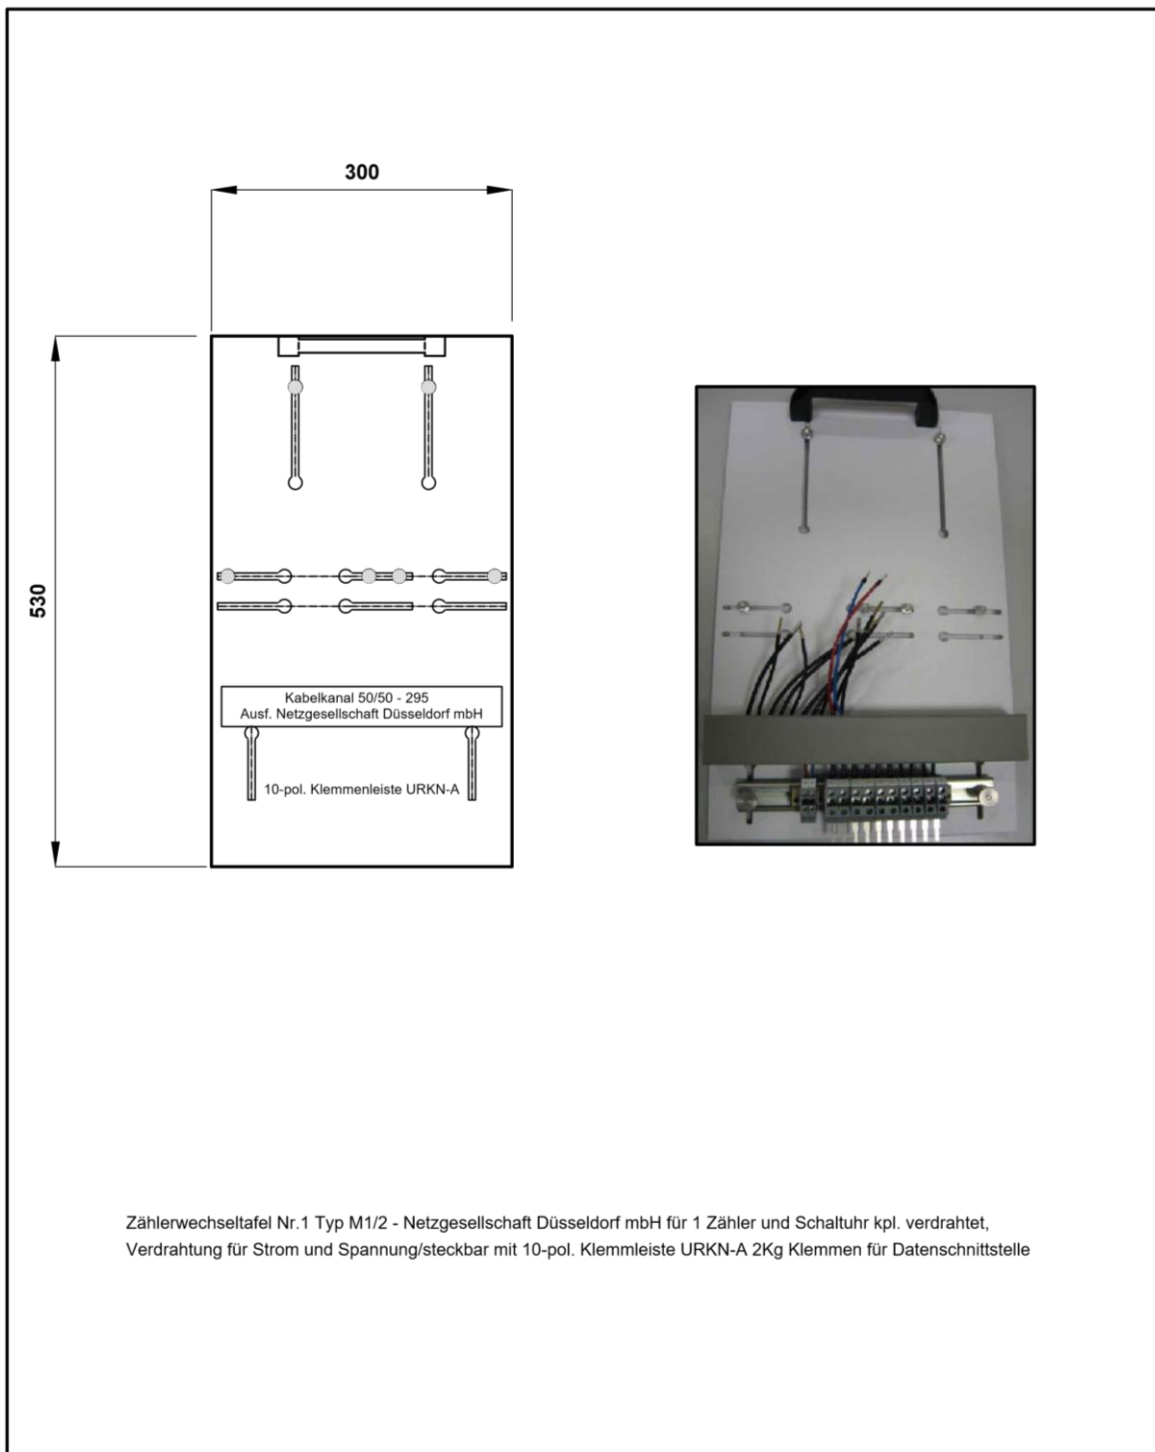 300
530
Kabelkanal 50/50 - 295
Ausf. Netzgesellschaft Düsseldorf mbH
10-pol. Klemmenleiste URKN-A
Zählerwechseltafel Nr.1 Typ M1/2 - Netzgesellschaft Düsseldorf mbH für 1 Zähler und Schaltuhr kpl. verdrahtet,
Verdrahtung für Strom und Spannung/steckbar mit 10-pol. Klemmleiste URKN-A 2Kg Klemmen für Datenschnittstelle